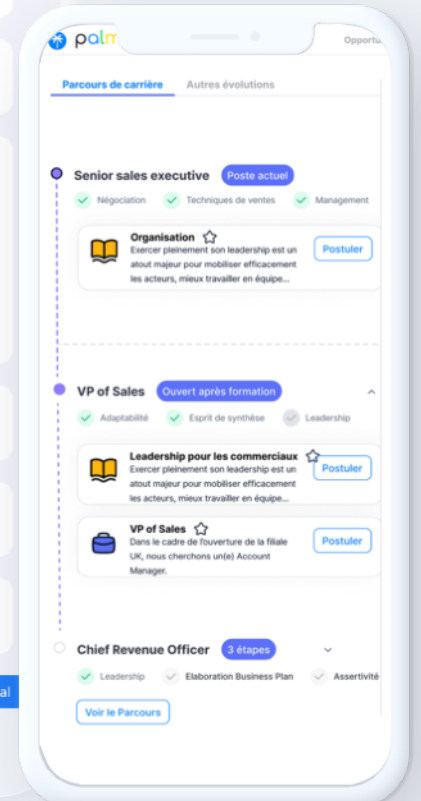 palm
Opportu
Parcours de carrière Autres évolutions
Senior sales executive Poste actuel
Négociation Techniques de ventes Management
Organisation
Exercer pleinement son leadership est un
atout majeur pour mobiliser efficacement
les acteurs, mieux travailler en équipe...
Postuler
VP of Sales Ouvert après formation
Adaptabilité Esprit de synthèse Leadership
Leadership pour les commerciaux
Exercer pleinement son leadership est un
atout majeur pour mobiliser efficacement
les acteurs, mieux travailler en équipe...
Postuler
VP of Sales
Dans le cadre de l'ouverture de la filiale
UK, nous cherchons un(e) Account
Manager.
Postuler
Chief Revenue Officer 3 étapes
Leadership Elaboration Business Plan Assertivité
al
Voir le Parcours